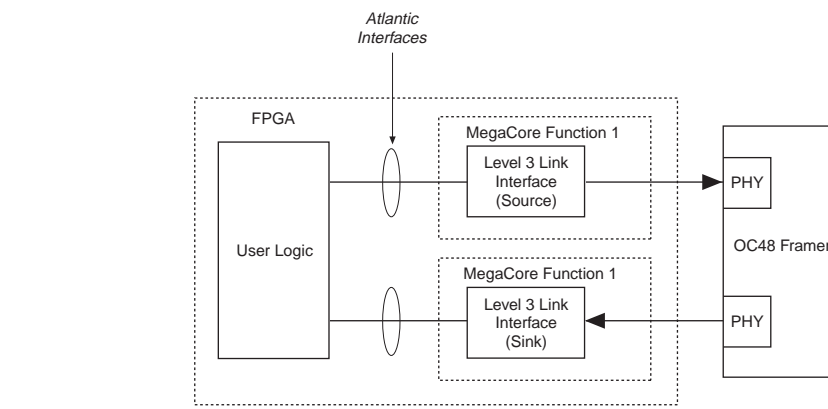 Atlantic
Interfaces
FPGA
MegaCore Function 1
Level 3 Link
Interface
(Source)
PHY
User Logic
OC48 Framer
MegaCore Function 1
Level 3 Link
Interface
(Sink)
PHY